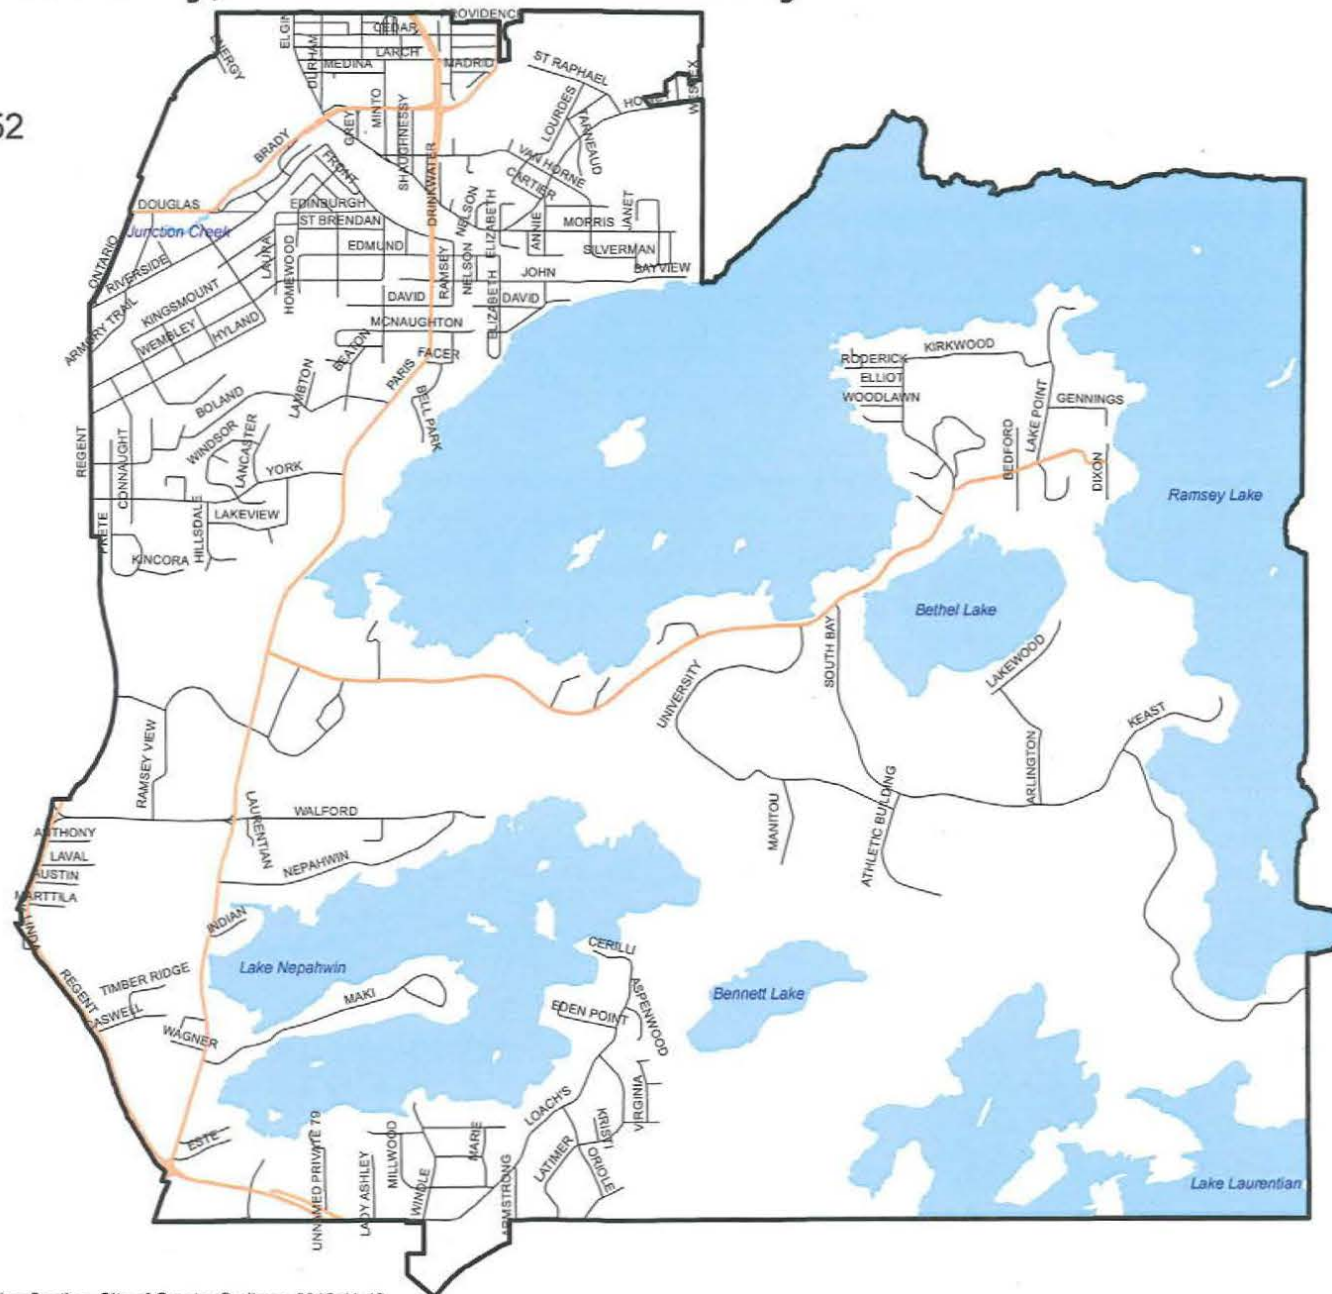 52
PROVIDENCE
ELGIN
CEDAR
ENERGY
DURHAM
LARCH
MEDINA
MADRID
ST RAPHAEL
WESTEX
MINTO
GREY
SHAUGHNESSY
LOURDES
TARNEAUD
BRADY
FRONT
VAN HORNE
CARTIER
DRINKWATER
DOUGLAS
EDINBURGH
ST BRENDAN
NELSON
ELIZABETH
ANNIE
MORRIS
JANET
Junction Creek
ONTARIO
LAURA
HOMEWOOD
EDMUND
SILVERMAN
BAYVIEW
RIVERSIDE
RAMSEY
NELSON
JOHN
ARMORY TRAIL
KINGSMOUNT
DAVID
ELIZABETH
DAVID
WEMBLEY
HYLAND
MCNAUGHTON
BEATON
FACER
PARIS
KIRKWOOD
RODERICK
ELLIOT
WOODLAWN
LAMBTON
BOLAND
BELL PARK
LAKE POINT
GENNINGS
REGENT
CONNAUGHT
WINDSOR
LANCASTER
YORK
BEDFORD
DIXON
Ramsey Lake
HILLSDALE
LAKEVIEW
PRETE
KINCORA
Bethel Lake
SOUTH BAY
LAKEWOOD
UNIVERSITY
KEAST
RAMSEY VIEW
ARLINGTON
LAURENTIAN
WALFORD
MANITOU
ATHLETIC BUILDING
ANTHONY
LAVAL
AUSTIN
MARTTILA
NEPAHWIN
LINDA
INDIAN
CERILLI
REGENT
TIMBER RIDGE
Lake Nepahwin
MAKI
ASPENWOOD
Bennett Lake
CASWELL
WAGNER
EDEN POINT
LOACH'S
VIRGINIA
KRISTI
ESTE
UNNAMED PRIVATE 79
LADY ASHLEY
MILLWOOD
WINDLE
MARIE
ARMSTRONG
LATIMER
ORIOLE
Lake Laurentian